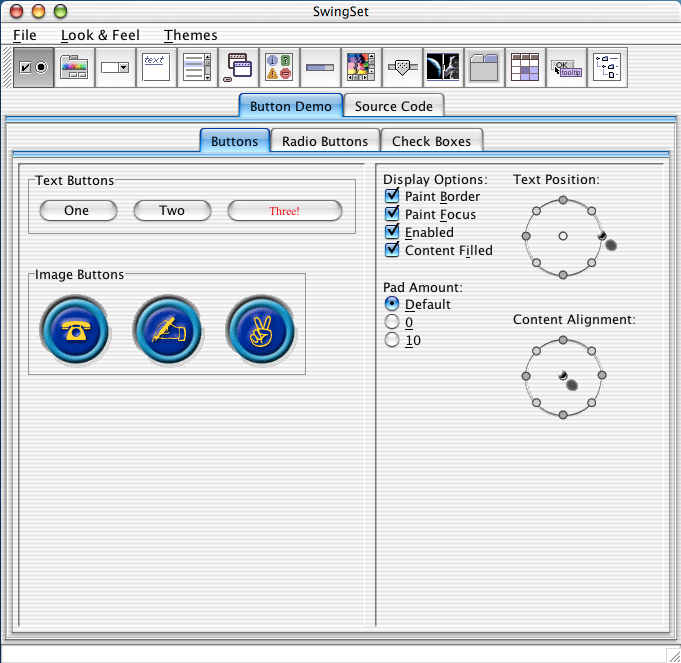 SwingSet
File Look & Feel Themes
text OK tooltip
Button Demo Source Code
Buttons Radio Buttons Check Boxes
Text Buttons
One Two Three!
Image Buttons
Display Options: Text Position:
Paint Border
Paint Focus
Enabled
Content Filled
Pad Amount:
Default
0
10
Content Alignment: